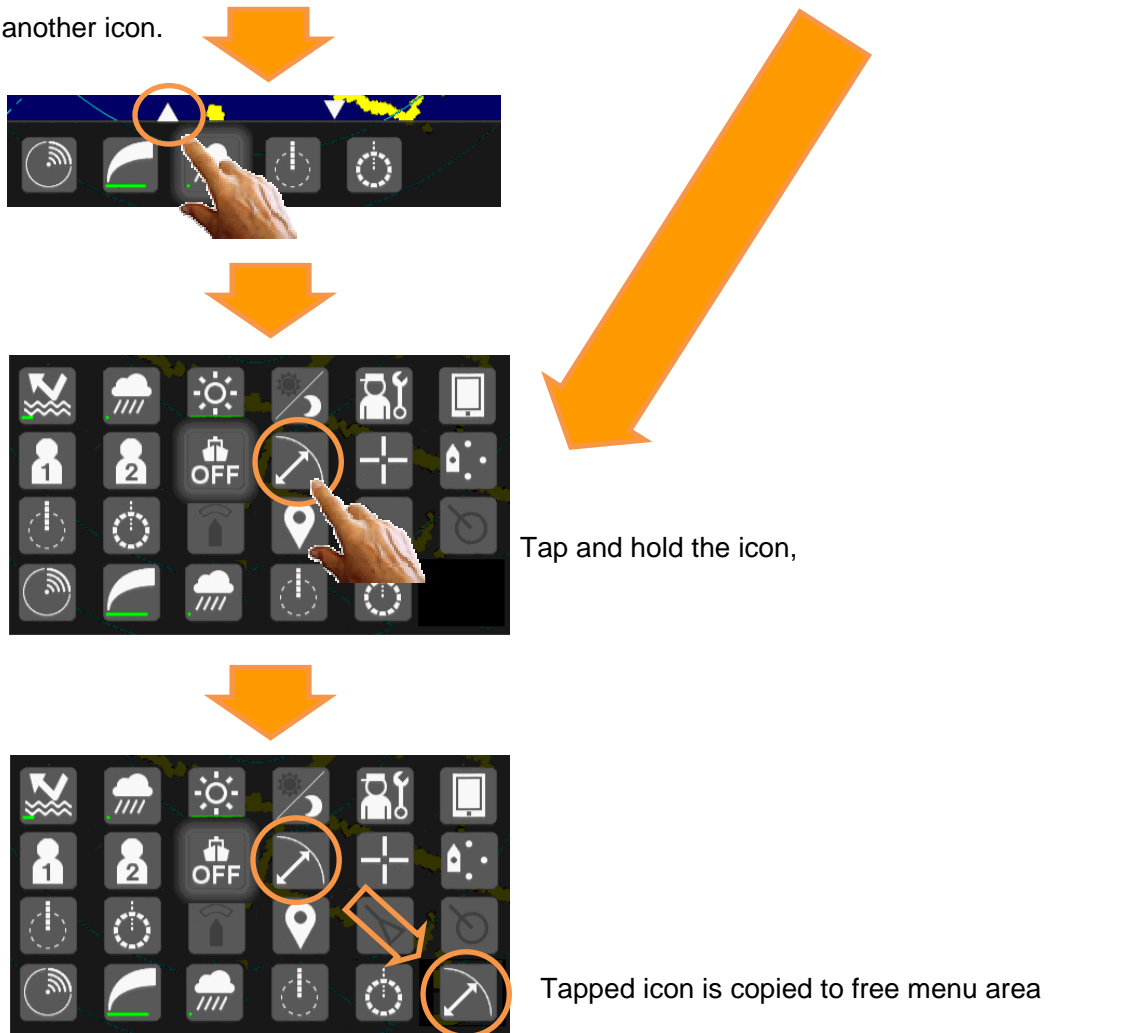 another icon.
1
2
OFF
Tap and hold the icon,
1
2
OFF
Tapped icon is copied to free menu area